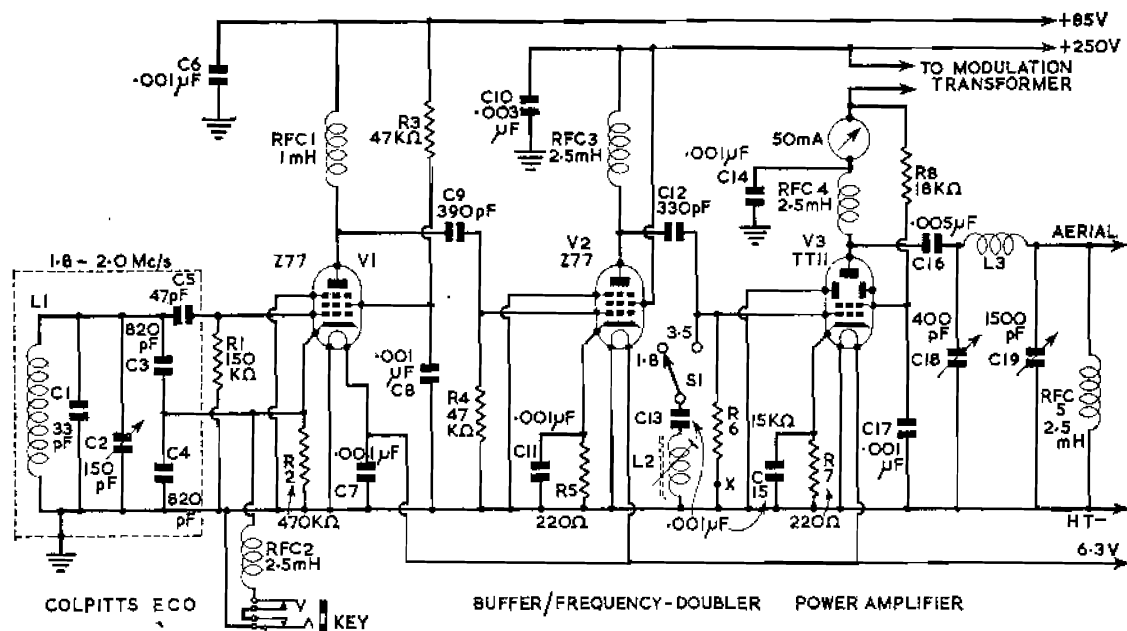 +85V
+250V
TO MODULATION
TRANSFORMER
C6
.001µF
RFC1
1mH
R3
47KΩ
C10
.003
µF
RFC3
2.5mH
50mA
.001µF
C14
RFC4
2.5mH
R8
18KΩ
C9
390pF
C12
330pF
.005µF
C16
L3
AERIAL
1.8-2.0 Mc/s
Z77
V1
V2
Z77
V3
TT11
L1
C5
47pF
820
pF
C3
R1
150
KΩ
C1
33
pF
C2
150
pF
C4
820
pF
R2
470KΩ
.001µF
C7
.001
µF
C8
R4
47
KΩ
.001µF
C11
R5
220Ω
3.5
1.8
S1
C13
L2
.001µF
R
6
15KΩ
X
C
15
R
7
220Ω
C17
.001
µF
400
pF
C18
1500
pF
C19
RFC
5
2.5
mH
HT-
6.3V
RFC2
2.5mH
KEY
COLPITTS ECO
BUFFER/FREQUENCY-DOUBLER
POWER AMPLIFIER